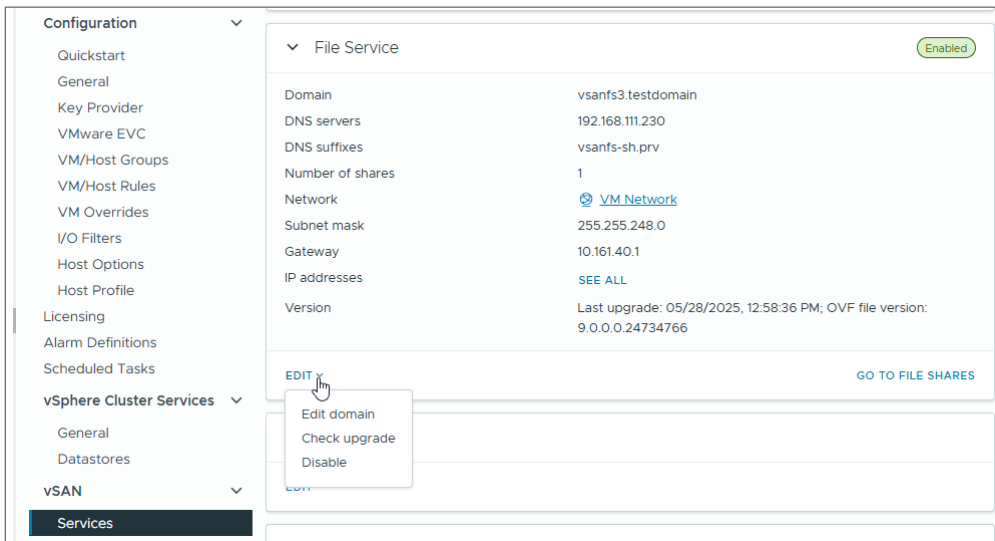 Configuration
Quickstart
General
Key Provider
VMware EVC
VM/Host Groups
VM/Host Rules
VM Overrides
I/O Filters
Host Options
Host Profile
Licensing
Alarm Definitions
Scheduled Tasks
vSphere Cluster Services
General
Datastores
vSAN
Services
File Service
Enabled
Domain vsanfs3.testdomain
DNS servers 192.168.111.230
DNS suffixes vsanfs-sh.prv
Number of shares 1
Network VM Network
Subnet mask 255.255.248.0
Gateway 10.161.40.1
IP addresses SEE ALL
Version Last upgrade: 05/28/2025, 12:58:36 PM; OVF file version:
9.0.0.0.24734766
EDIT GO TO FILE SHARES
Edit domain
Check upgrade
Disable
EDIT